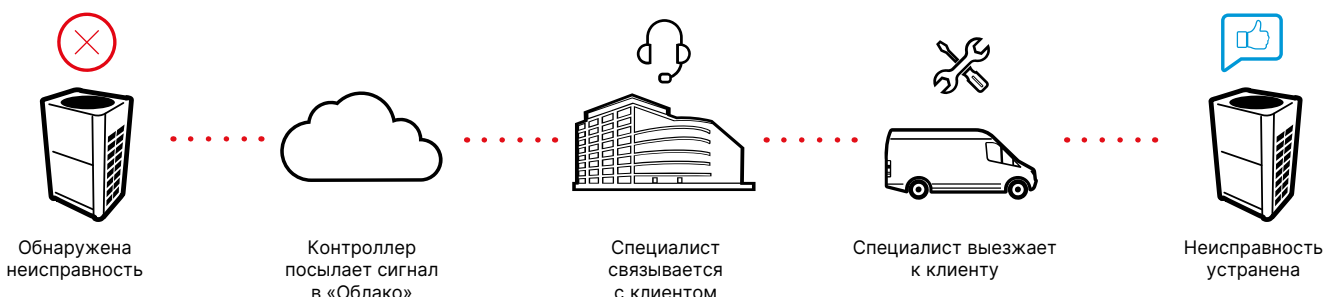 Обнаружена
неисправность
Контроллер
посылает сигнал
в «Облако»
Специалист
связывается
с клиентом
Специалист выезжает
к клиенту
Неисправность
устранена